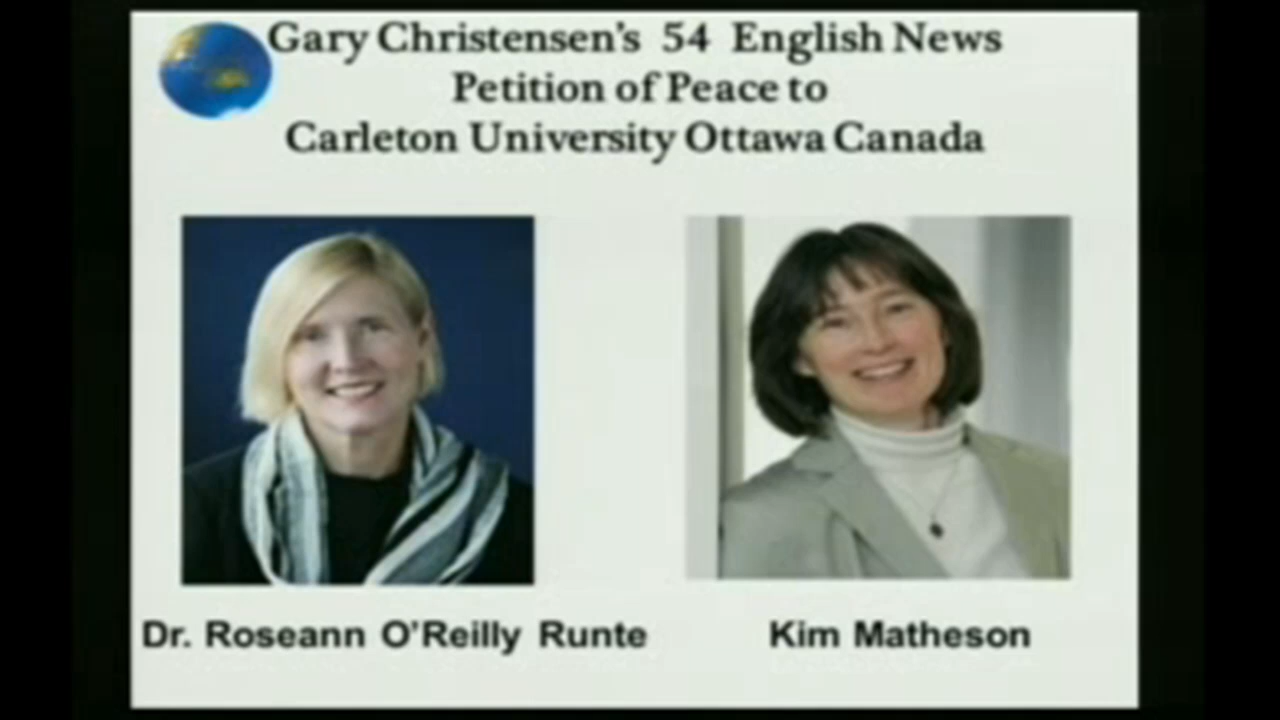 Gary Christensen's 54 English News
Petition of Peace to
Carleton University Ottawa Canada
Dr. Roseann O'Reilly Runte
Kim Matheson